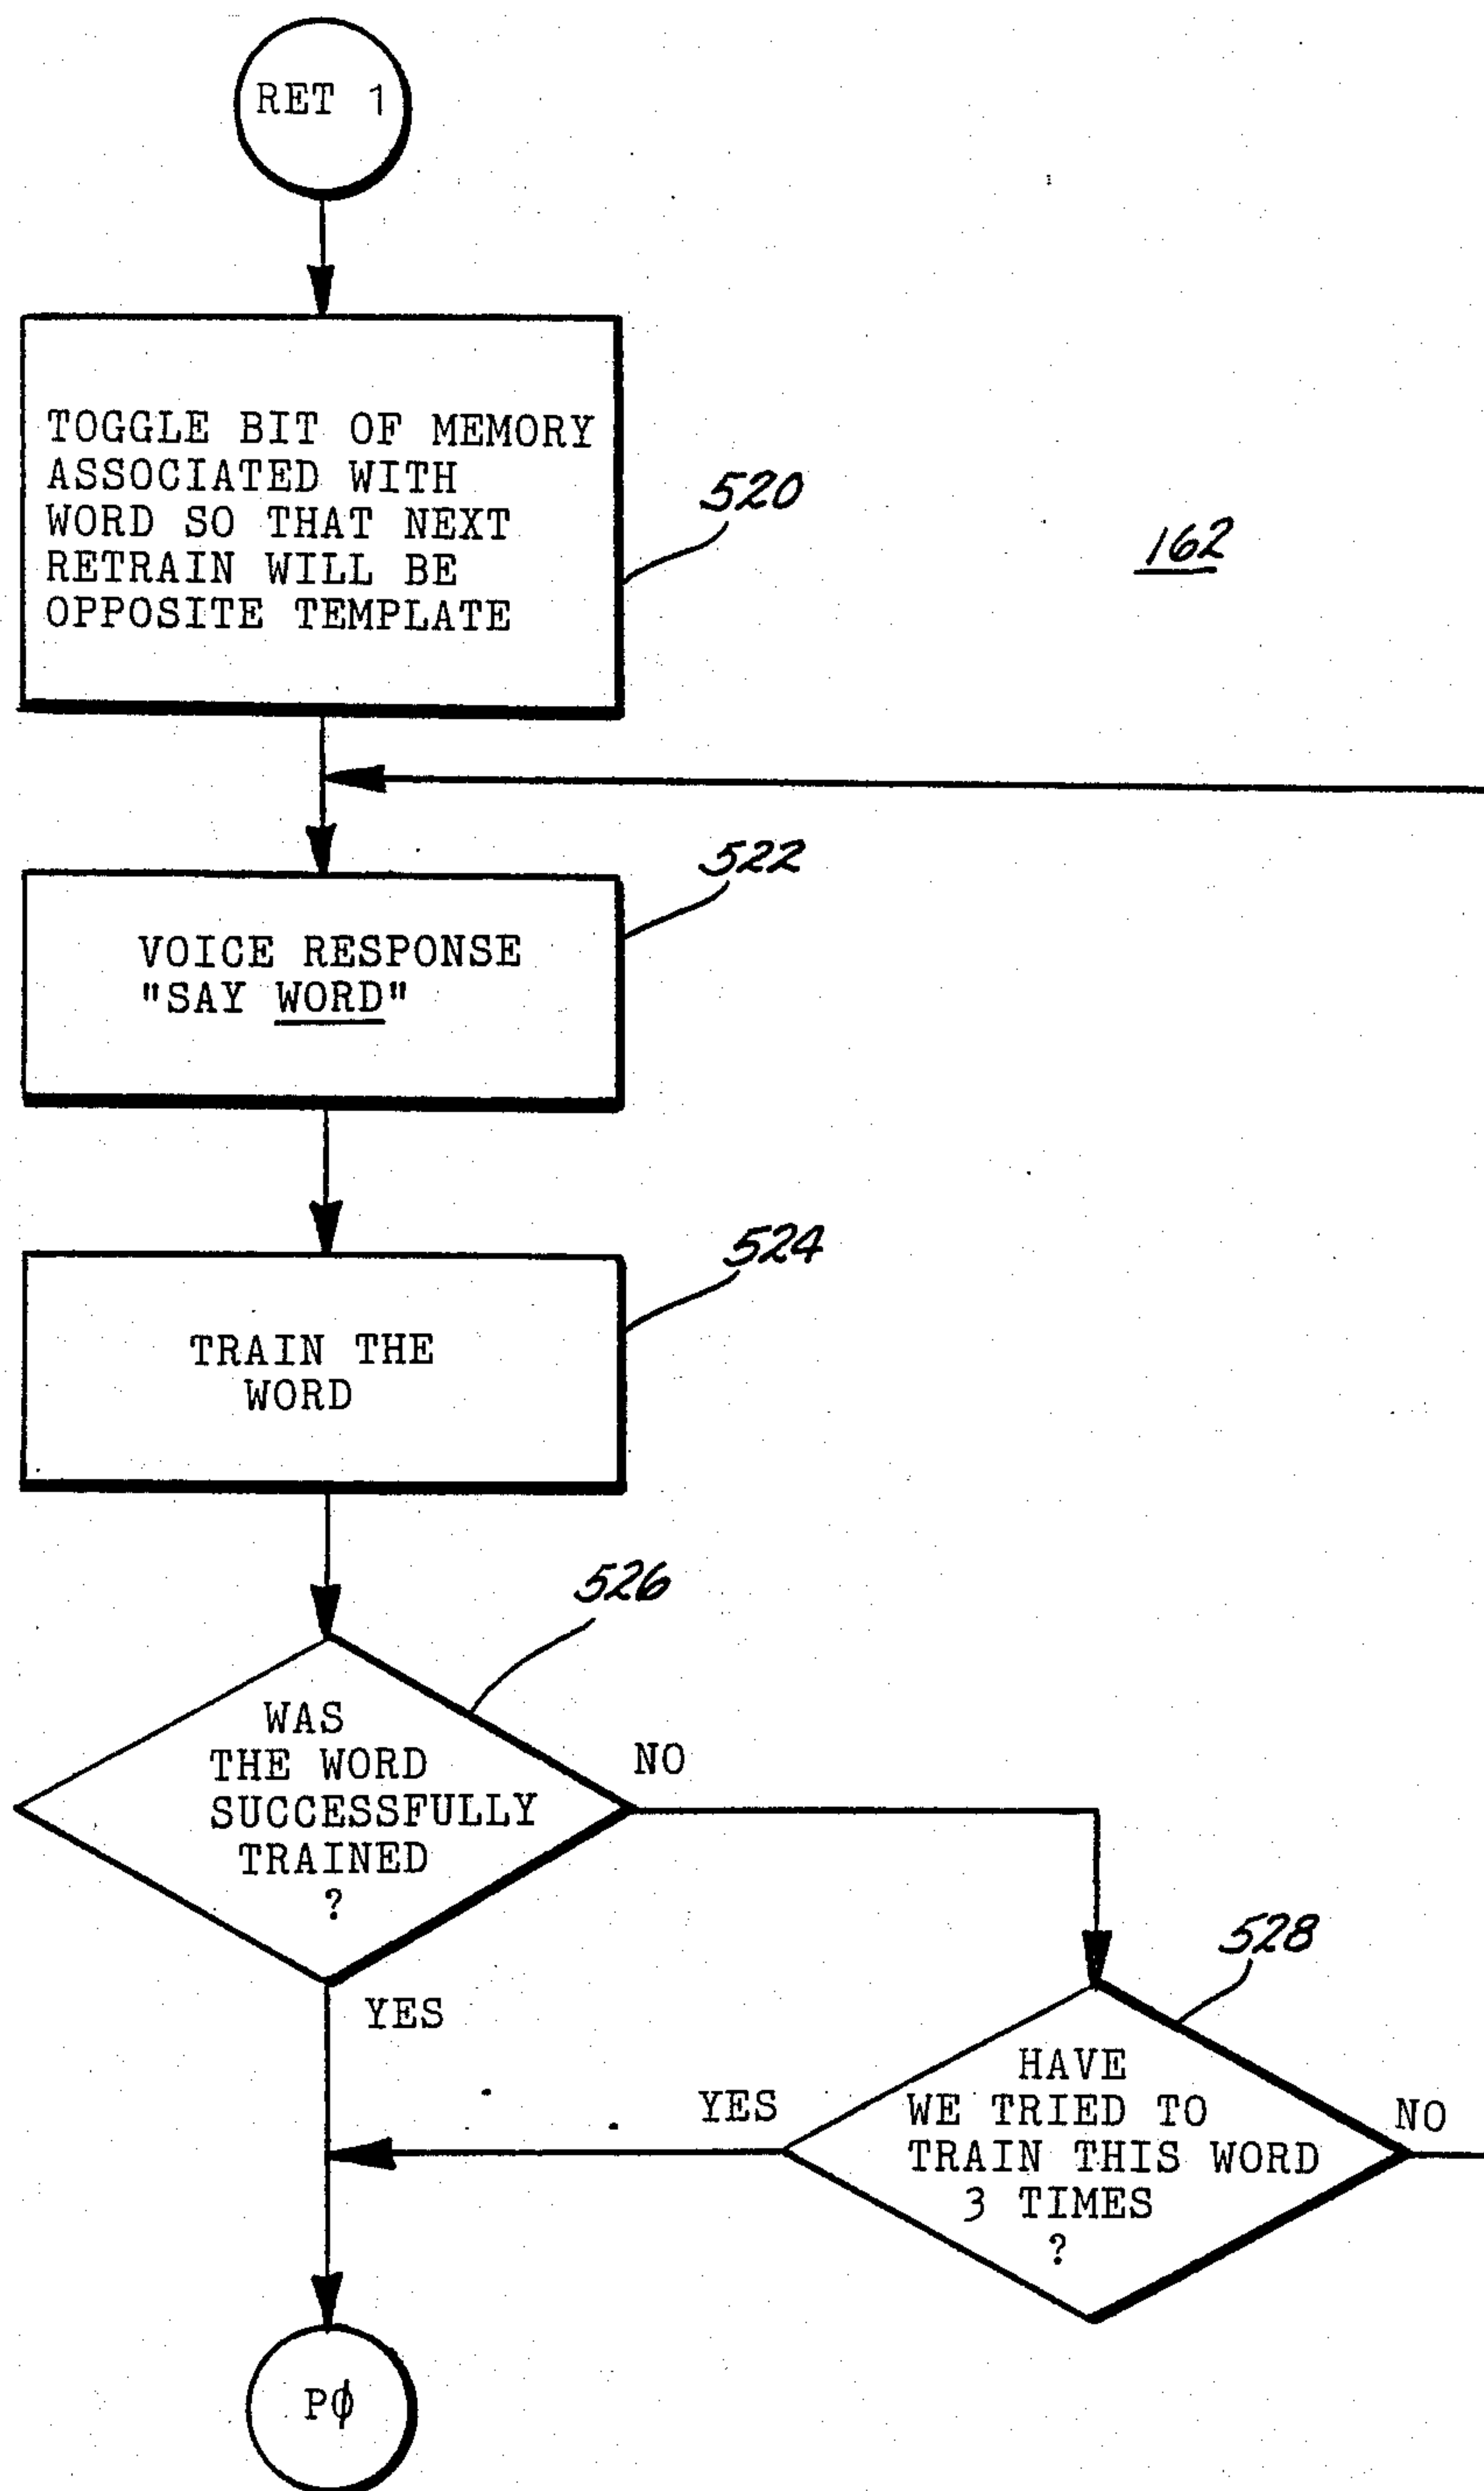 RET 1
TOGGLE BIT OF MEMORY
ASSOCIATED WITH
WORD SO THAT NEXT
RETRAIN WILL BE
OPPOSITE TEMPLATE
520
162
522
VOICE RESPONSE
"SAY WORD"
524
TRAIN THE
WORD
526
WAS
THE WORD
SUCCESSFULLY
TRAINED
?
NO
YES
528
HAVE
WE TRIED TO
TRAIN THIS WORD
3 TIMES
?
YES
NO
Pφ